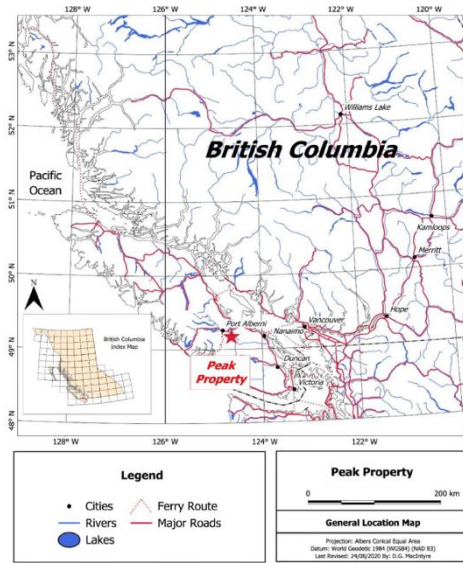 128° W
126° W
124° W
122° W
120° W
53° N
52° N
51° N
50° N
49° N
48° N
Williams Lake
British Columbia
Pacific
Ocean
Kamloops
Merritt
N
Hope
Vancouver
Port Alberni
Nanaimo
British Columbia
Index Map
Peak
Property
Duncan
Victoria
128° W
126° W
124° W
122° W
Legend
Cities
Ferry Route
Rivers
Major Roads
Lakes
Peak Property
0 200 km
General Location Map
Projection: Albers Conical Equal Area
Datum: World Geodetic 1984 (WGS84) (NAD 83)
Last Revised: 24/08/2020 By: D.G. MacIntyre